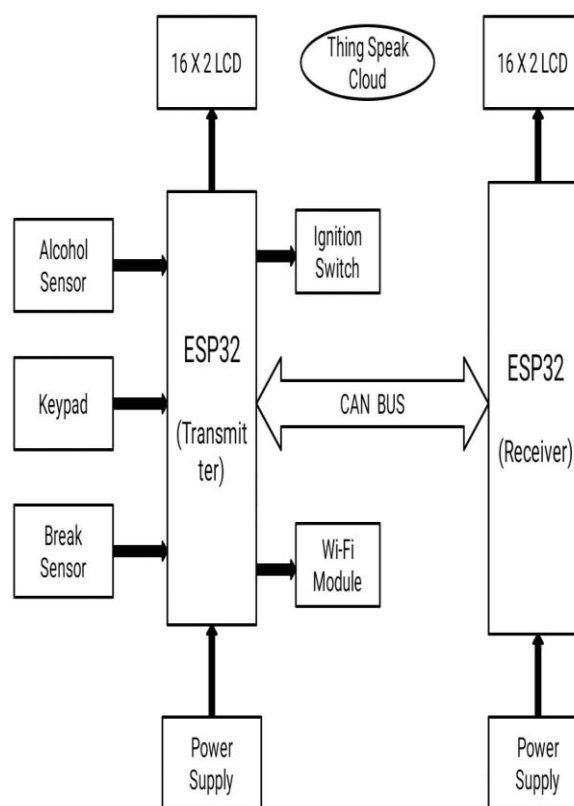 16 X 2 LCD
Thing Speak
Cloud
16 X 2 LCD
Alcohol
Sensor
Ignition
Switch
ESP32
(Transmit
ter)
Keypad
CAN BUS
ESP32
(Receiver)
Break
Sensor
Wi-Fi
Module
Power
Supply
Power
Supply